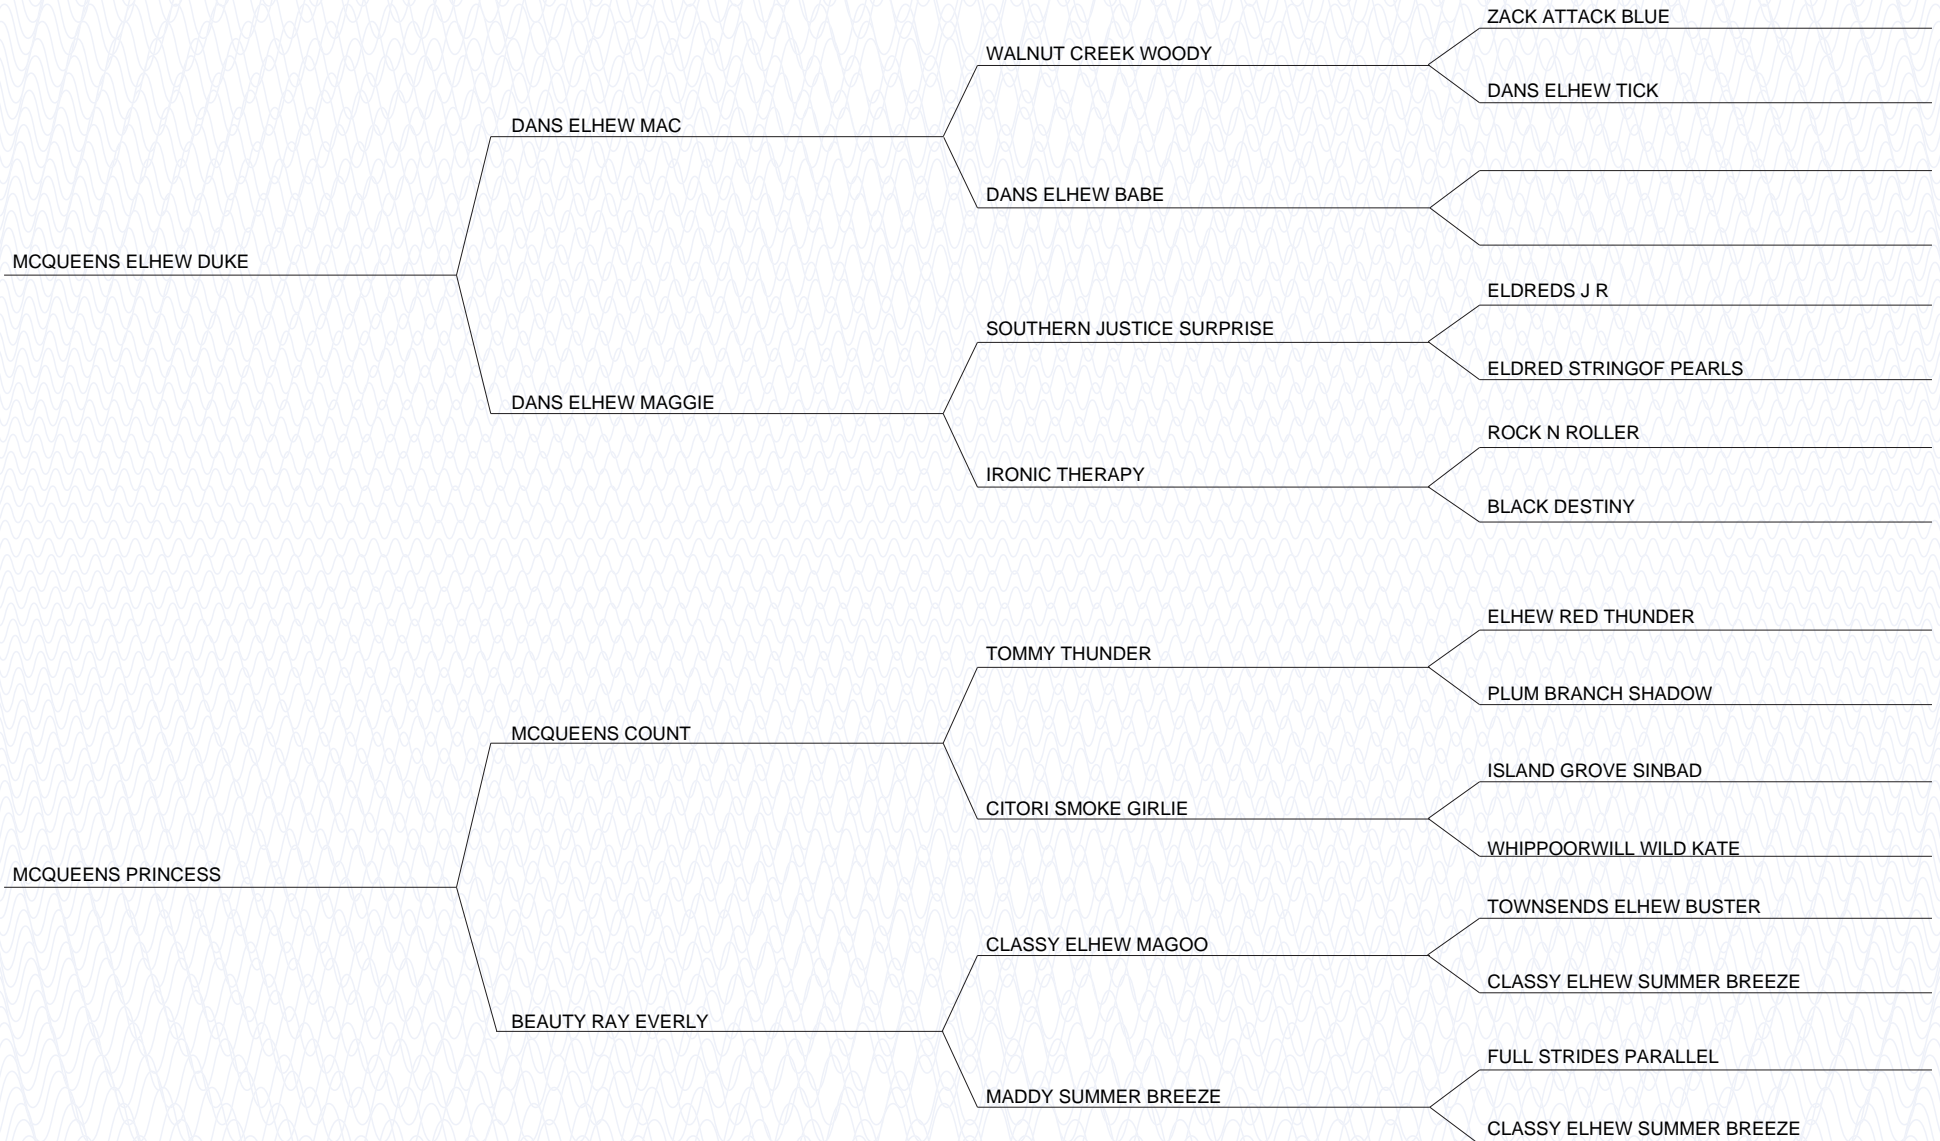 ZACK ATTACK BLUE
WALNUT CREEK WOODY
DANS ELHEW TICK
DANS ELHEW MAC
DANS ELHEW BABE
MCQUEENS ELHEW DUKE
ELDREDS J R
SOUTHERN JUSTICE SURPRISE
ELDRED STRINGOF PEARLS
DANS ELHEW MAGGIE
ROCK N ROLLER
IRONIC THERAPY
BLACK DESTINY
ELHEW RED THUNDER
TOMMY THUNDER
PLUM BRANCH SHADOW
MCQUEENS COUNT
ISLAND GROVE SINBAD
CITORI SMOKE GIRLIE
WHIPPOORWILL WILD KATE
MCQUEENS PRINCESS
TOWNSENDS ELHEW BUSTER
CLASSY ELHEW MAGOO
CLASSY ELHEW SUMMER BREEZE
BEAUTY RAY EVERLY
FULL STRIDES PARALLEL
MADDY SUMMER BREEZE
CLASSY ELHEW SUMMER BREEZE